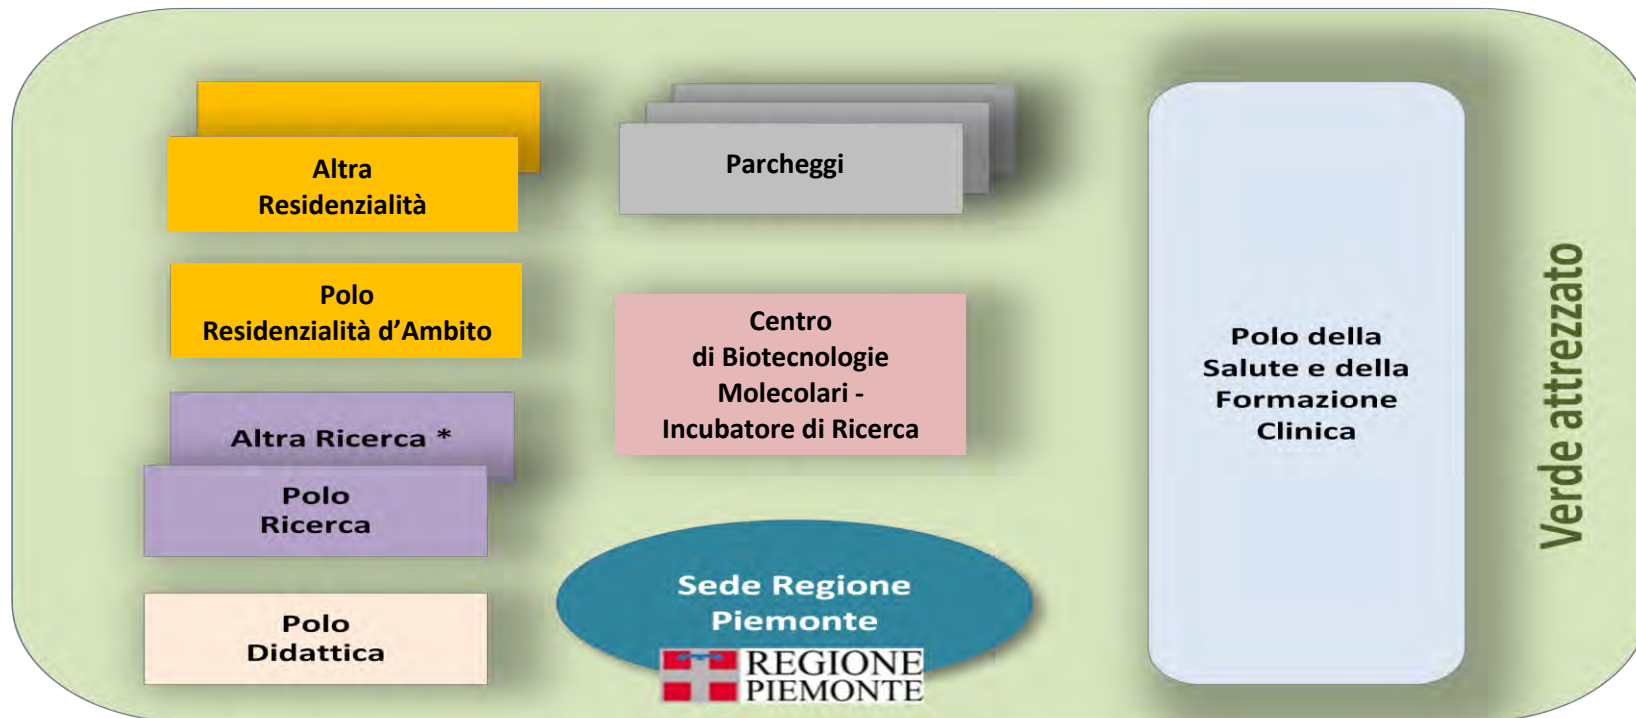 Altra
Residenzialità
Polo
Residenzialità d’Ambito
Altra Ricerca *
Polo
Ricerca
Polo
Didattica
Parcheggi
Centro
di Biotecnologie
Molecolari -
Incubatore di Ricerca
Sede Regione
Piemonte
REGIONE
PIEMONTE
Polo della
Salute e della
Formazione
Clinica
Verde attrezzato